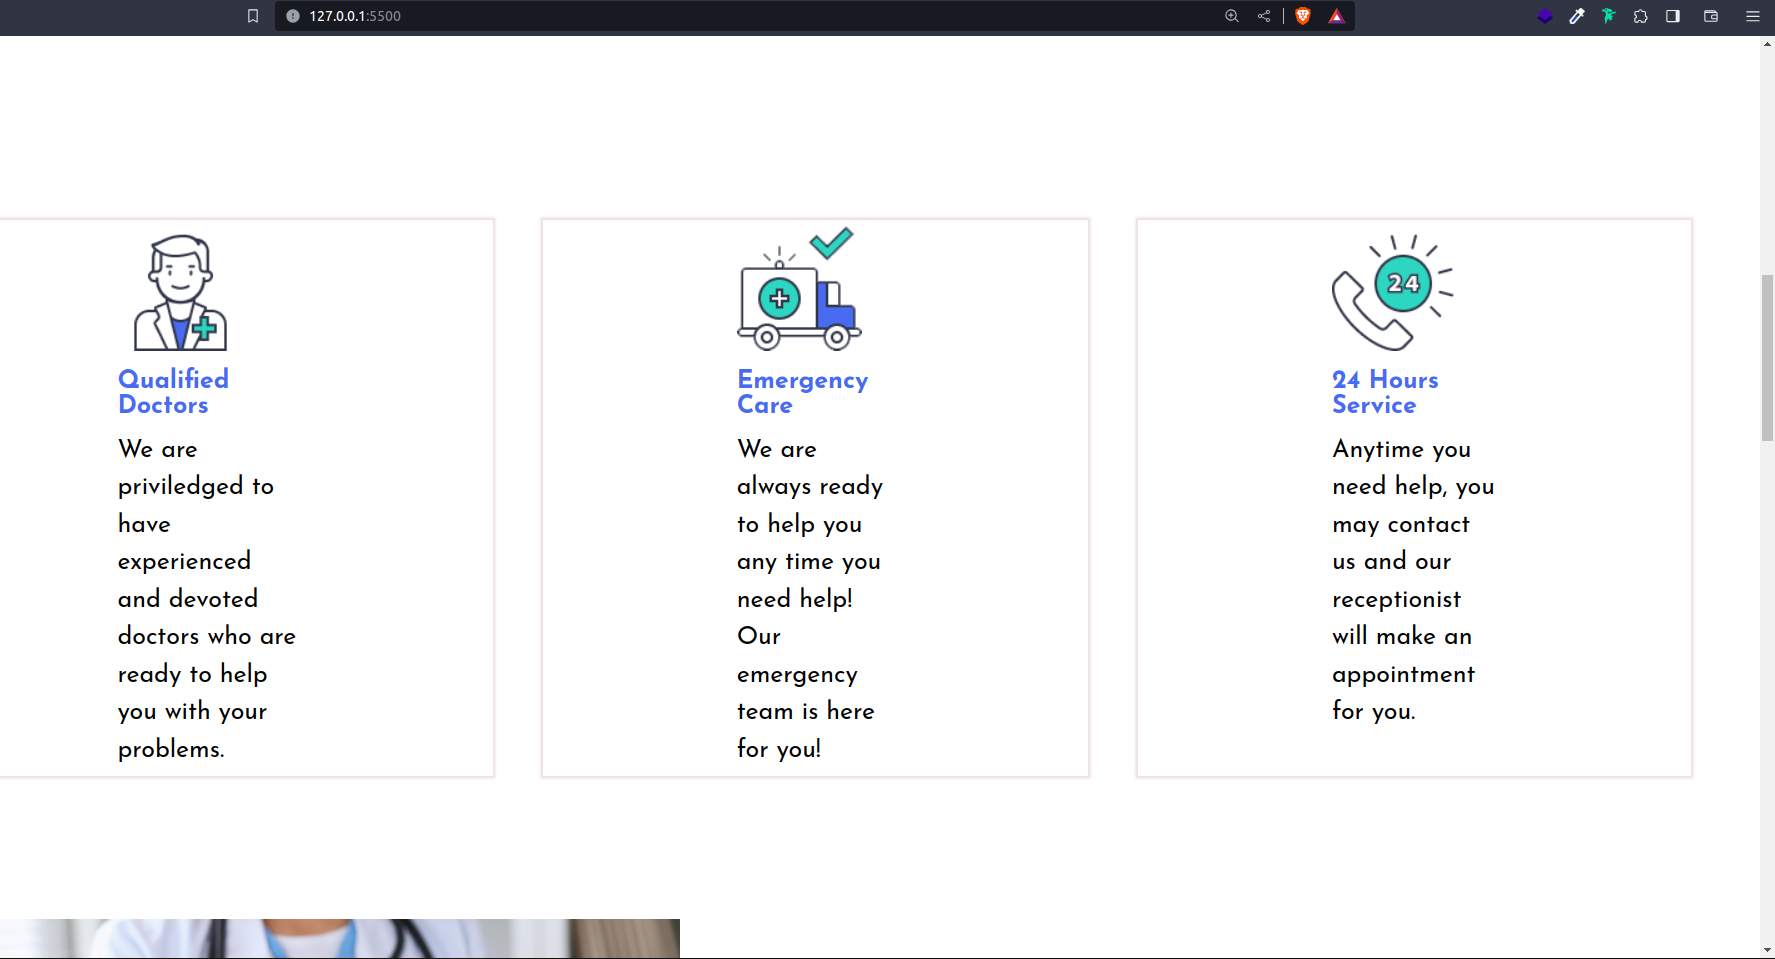 127.0.0.1:5500
24
Qualified
Doctors
We are
priviledged to
have
experienced
and devoted
doctors who are
ready to help
you with your
problems.
Emergency
Care
We are
always ready
to help you
any time you
need help!
Our
emergency
team is here
for you!
24 Hours
Service
Anytime you
need help, you
may contact
us and our
receptionist
will make an
appointment
for you.